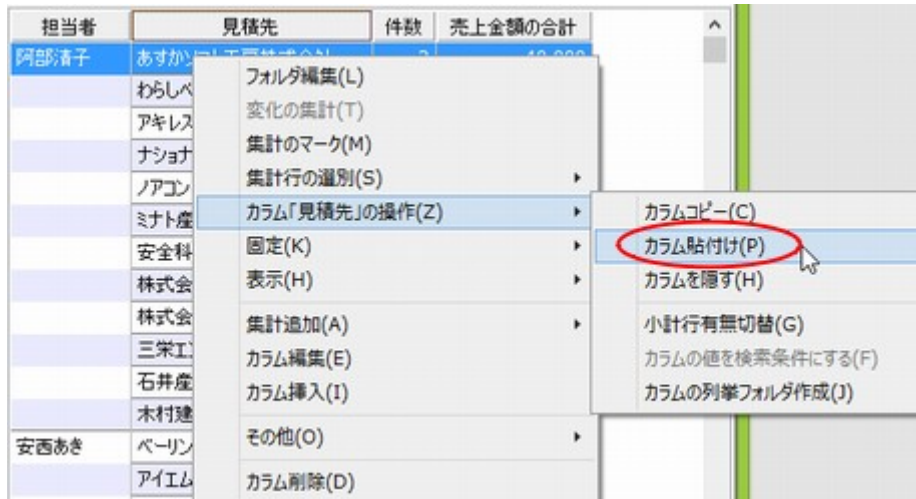 担当者 見積先 件数 売上金額の合計
阿部清子 あすか
わらしべ
アキレス
ナショナ
ノアコン
ミナト産
安全科
株式会
株式会
三栄エ
石井産
木村建
安西あき ベーリン
アイエム
フォルダ編集(L)
変化の集計(T)
集計のマーク(M)
集計行の選別(S)
カラム「見積先」の操作(Z)
固定(K)
表示(H)
集計追加(A)
カラム編集(E)
カラム挿入(I)
その他(O)
カラム削除(D)
カラムコピー(C)
カラム貼付け(P)
カラムを隠す(H)
小計行有無切替(G)
カラムの値を検索条件にする(F)
カラムの列挙フォルダ作成(J)